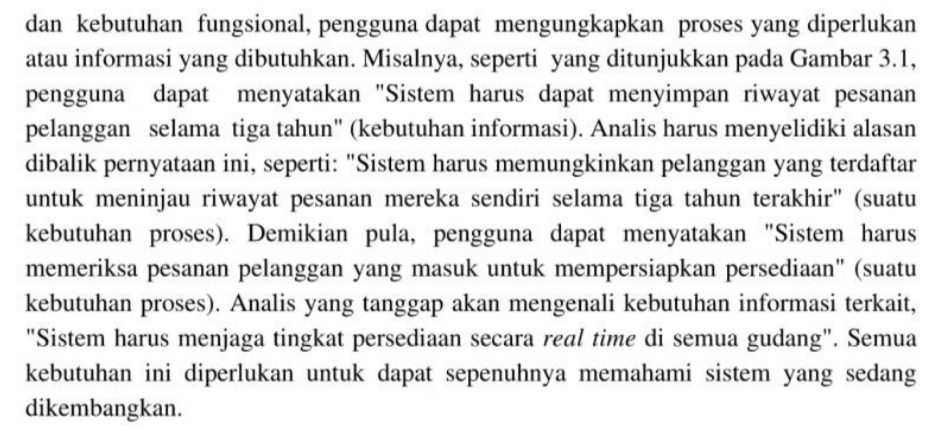 dan kebutuhan fungsional, pengguna dapat mengungkapkan proses yang diperlukan
atau informasi yang dibutuhkan. Misalnya, seperti yang ditunjukkan pada Gambar 3.1,
pengguna dapat menyatakan "Sistem harus dapat menyimpan riwayat pesanan
pelanggan selama tiga tahun" (kebutuhan informasi). Analis harus menyelidiki alasan
dibalik pernyataan ini, seperti: "Sistem harus memungkinkan pelanggan yang terdaftar
untuk meninjau riwayat pesanan mereka sendiri selama tiga tahun terakhir" (suatu
kebutuhan proses). Demikian pula, pengguna dapat menyatakan "Sistem harus
memeriksa pesanan pelanggan yang masuk untuk mempersiapkan persediaan" (suatu
kebutuhan proses). Analis yang tanggap akan mengenali kebutuhan informasi terkait,
"Sistem harus menjaga tingkat persediaan secara real time di semua gudang". Semua
kebutuhan ini diperlukan untuk dapat sepenuhnya memahami sistem yang sedang
dikembangkan.